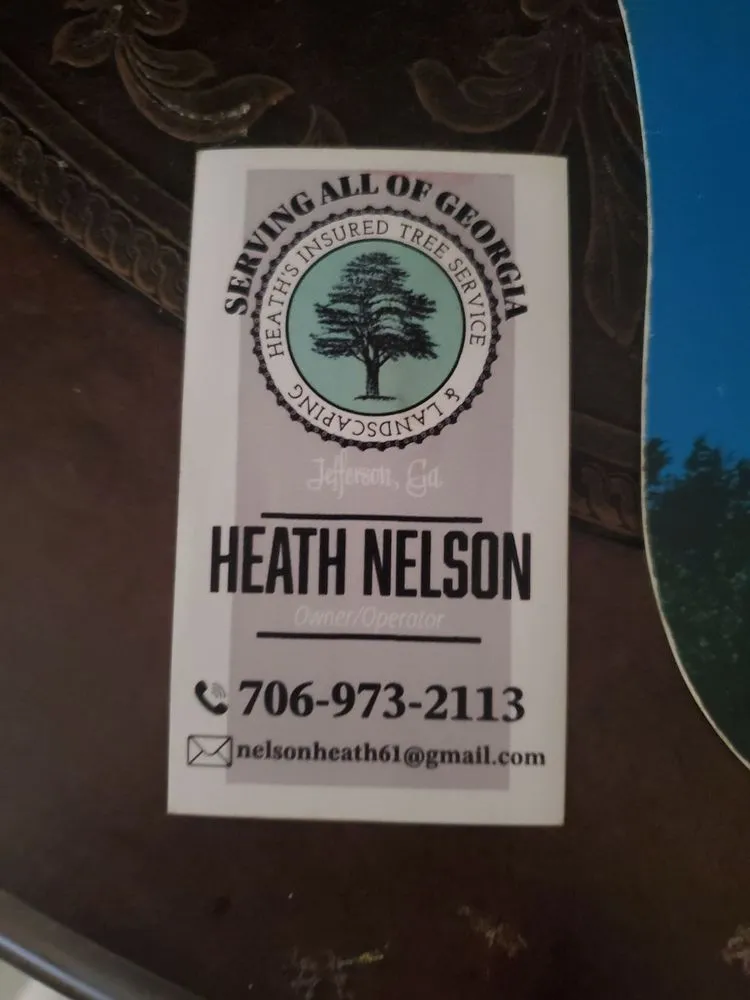 SERVING ALL OF GEORGIA
HEATH'S INSURED TREE SERVICE
& LANDSCAPING
Jefferson, Ga
HEATH NELSON
Owner/Operator
706-973-2113
nelsonheath61@gmail.com